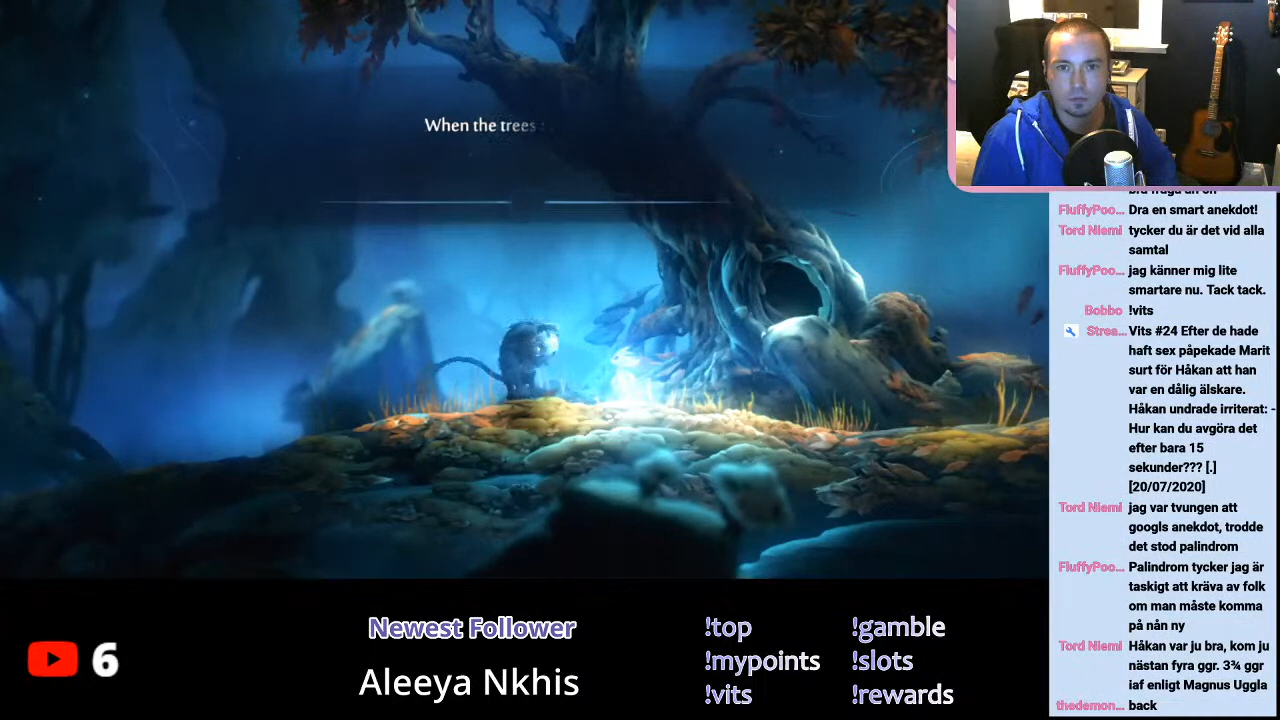 When the trees
FluffyPoo... Dra en smart anekdot!
Tord Niemi tycker du är det vid alla
samtal
FluffyPoo... jag känner mig lite
smartare nu. Tack tack.
Bobbo !vits
Strea... Vits #24 Efter de hade
haft sex påpekade Marit
surt för Håkan att han
var en dålig älskare.
Håkan undrade irriterat: -
Hur kan du avgöra det
efter bara 15
sekunder??? [.]
[20/07/2020]
Tord Niemi jag var tvungen att
googls anekdot, trodde
det stod palindrom
FluffyPoo... Palindrom tycker jag är
taskigt att kräva av folk
om man måste komma
på nån ny
Tord Niemi Håkan var ju bra, kom ju
nästan fyra ggr. 3¾ ggr
iaf enligt Magnus Uggla
thedemon... back
6
Newest Follower
Aleeya Nkhis
!top !gamble
!mypoints !slots
!vits !rewards